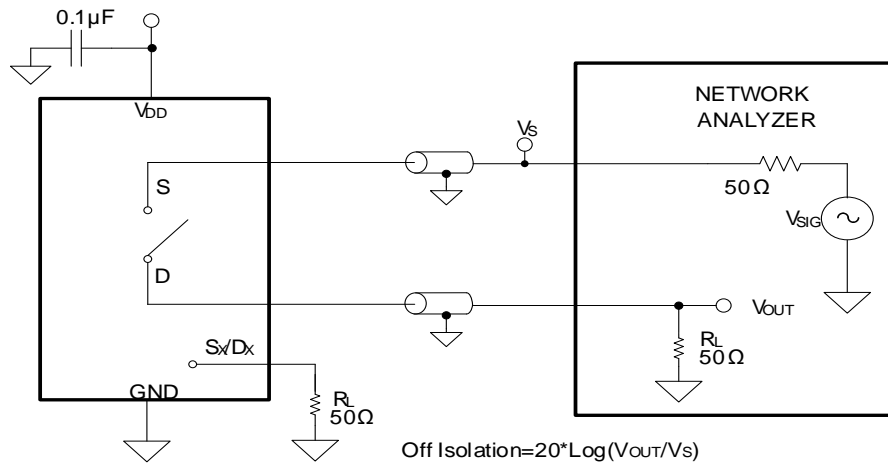 0.1µF
VDD
NETWORK
ANALYZER
VS
S
50Ω
VSIG
D
VOUT
SX/DX
RL
50Ω
GND
RL
50Ω
Off Isolation=20*Log(VOUT/VS)